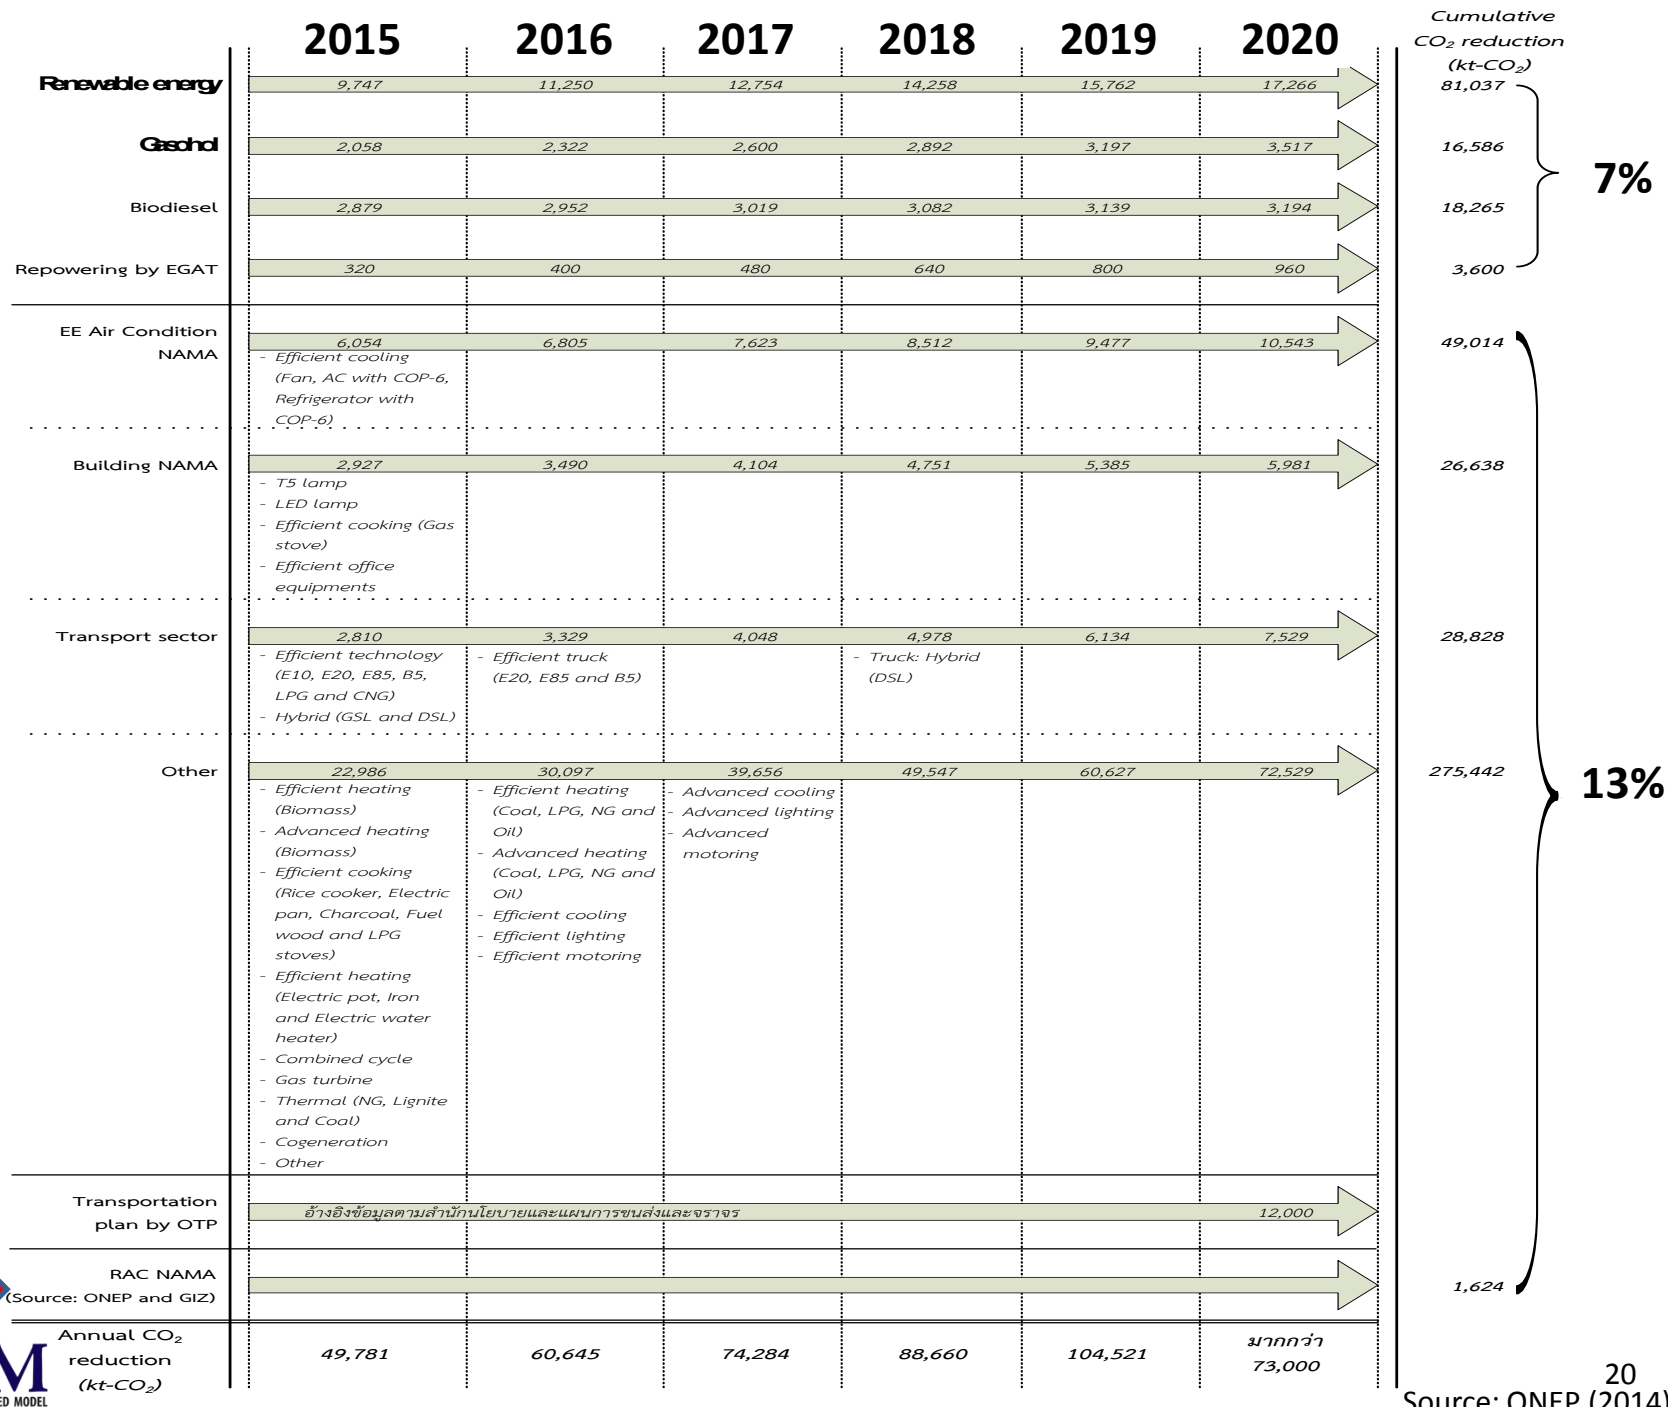 2015 2016 2017 2018 2019 2020
Cumulative
CO₂ reduction
(kt-CO₂)
Renewable energy 9,747 11,250 12,754 14,258 15,762 17,266 81,037
Gasohol 2,058 2,322 2,600 2,892 3,197 3,517 16,586
7%
Biodiesel 2,879 2,952 3,019 3,082 3,139 3,194 18,265
Repowering by EGAT 320 400 480 640 800 960 3,600
EE Air Condition
NAMA
6,054 6,805 7,623 8,512 9,477 10,543 49,014
- Efficient cooling
(Fan, AC with COP-6,
Refrigerator with
COP-6)
Building NAMA 2,927 3,490 4,104 4,751 5,385 5,981 26,638
- T5 lamp
- LED lamp
- Efficient cooking (Gas
stove)
- Efficient office
equipments
Transport sector 2,810 3,329 4,048 4,978 6,134 7,529 28,828
- Efficient technology
(E10, E20, E85, B5,
LPG and CNG)
- Hybrid (GSL and DSL)
- Efficient truck
(E20, E85 and B5)
- Truck: Hybrid
(DSL)
Other 22,986 30,097 39,656 49,547 60,627 72,529 275,442
13%
- Efficient heating
(Biomass)
- Advanced heating
(Biomass)
- Efficient cooking
(Rice cooker, Electric
pan, Charcoal, Fuel
wood and LPG
stoves)
- Efficient heating
(Electric pot, Iron
and Electric water
heater)
- Combined cycle
- Gas turbine
- Thermal (NG, Lignite
and Coal)
- Cogeneration
- Other
- Efficient heating
(Coal, LPG, NG and
Oil)
- Advanced heating
(Coal, LPG, NG and
Oil)
- Efficient cooling
- Efficient lighting
- Efficient motoring
- Advanced cooling
- Advanced lighting
- Advanced
motoring
Transportation
plan by OTP
อ้างอิงข้อมูลตามสำนักนโยบายและแผนการขนส่งและจราจร 12,000
RAC NAMA
(Source: ONEP and GIZ)
1,624
Annual CO₂
reduction
(kt-CO₂)
49,781 60,645 74,284 88,660 104,521
มากกว่า
73,000
M
ED MODEL
20
Source: ONEP (2014)